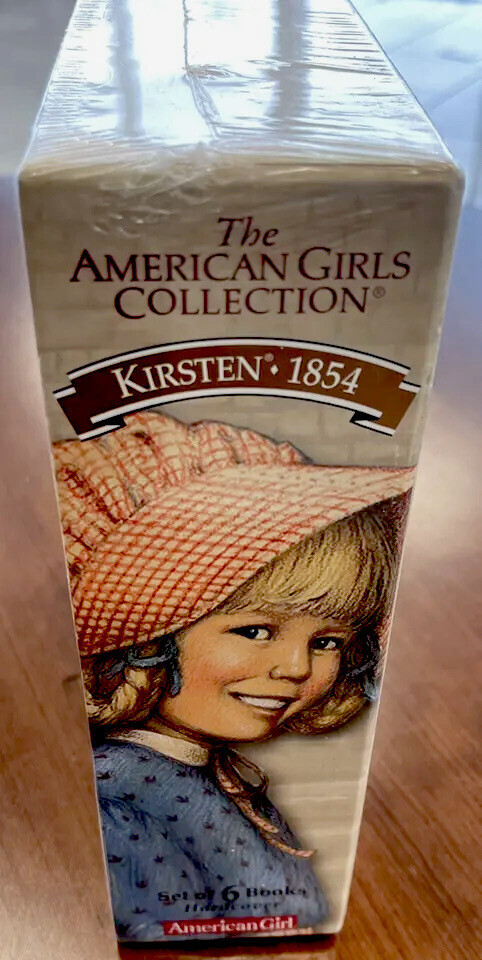 The
AMERICAN GIRLS
COLLECTION®
KIRSTEN®• 1854
Set of 6 Books
Hardcover
American Girl